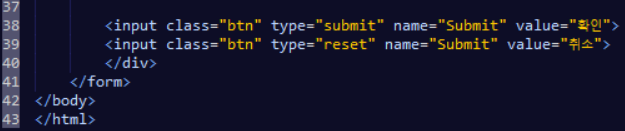 37
38 <input class="btn" type="submit" name="Submit" value="확인">
39 <input class="btn" type="reset" name="Submit" value="취소">
40 </div>
41 </form>
42 </body>
43 </html>